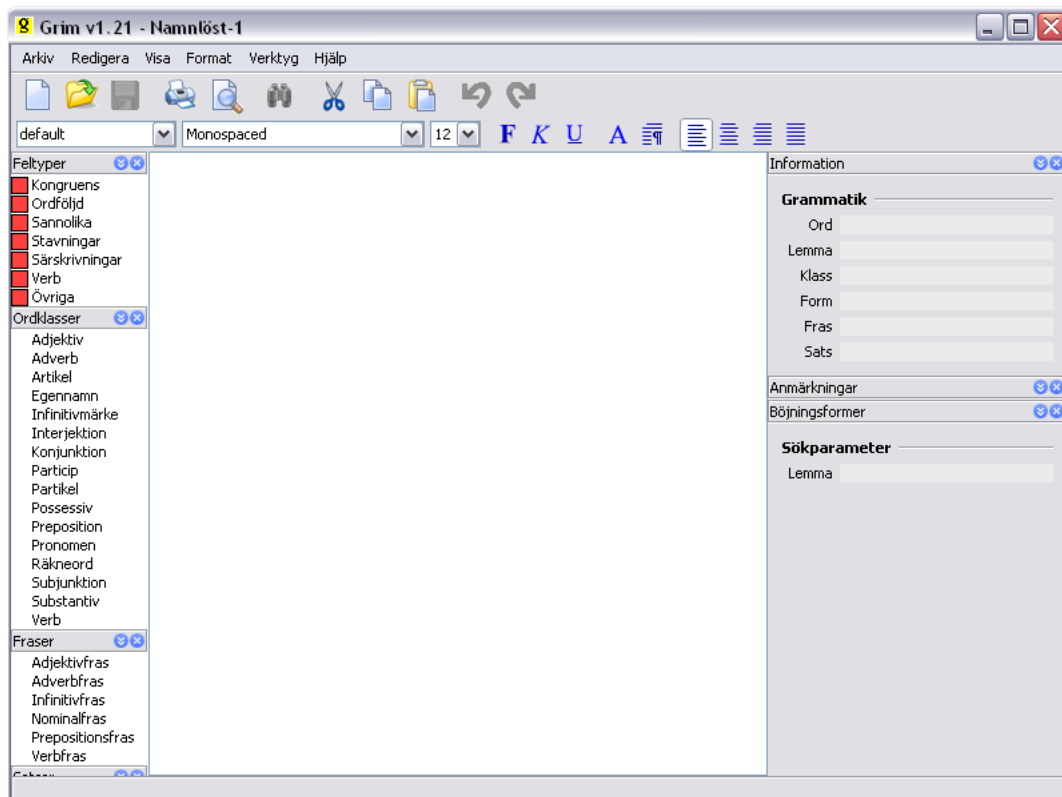 g Grim v1.21 - Namnlöst-1
Arkiv Redigera Visa Format Verktyg Hjälp
default Monospaced 12 F K U A
Feltyper
Kongruens
Ordföljd
Sannolika
Stavningar
Särskrivningar
Verb
Övriga
Ordklasser
Adjektiv
Adverb
Artikel
Egennamn
Infinitivmärke
Interjektion
Konjunktion
Particip
Partikel
Possessiv
Preposition
Pronomen
Räkneord
Subjunktion
Substantiv
Verb
Fraser
Adjektivfras
Adverbfras
Infinitivfras
Nominalfras
Prepositionsfras
Verbfras
Information
Grammatik
Ord
Lemma
Klass
Form
Fras
Sats
Anmärkningar
Böjningsformer
Sökparameter
Lemma